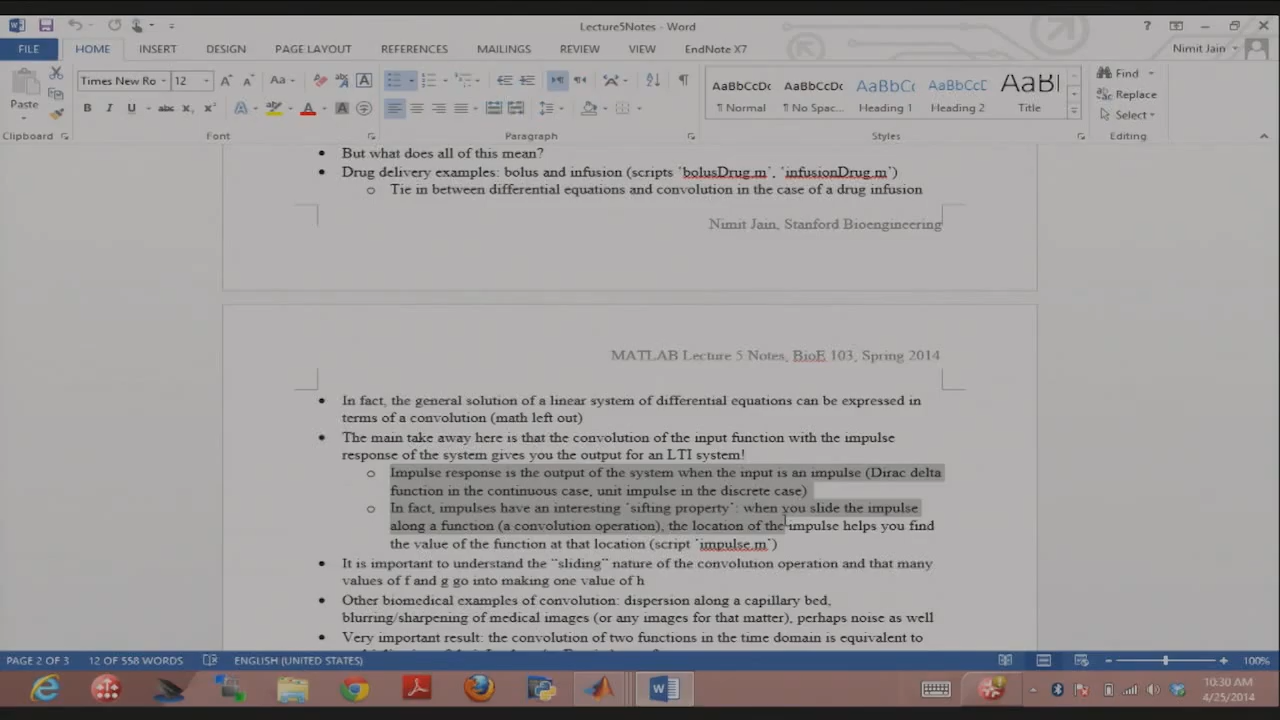 Lecture5Notes - Word
FILE HOME INSERT DESIGN PAGE LAYOUT REFERENCES MAILINGS REVIEW VIEW EndNote X7
Nimit Jain
Paste
Times New Ro 12
Find
Replace
Select
AaBbCcDc AaBbCcDc AaBbCc AaBbCcD AaBl
¶ Normal ¶ No Spac... Heading 1 Heading 2 Title
Clipboard Font Paragraph Styles Editing
• But what does all of this mean?
• Drug delivery examples: bolus and infusion (scripts 'bolusDrug.m', 'infusionDrug.m')
o Tie in between differential equations and convolution in the case of a drug infusion
Nimit Jain, Stanford Bioengineering
MATLAB Lecture 5 Notes, BioE 103, Spring 2014
• In fact, the general solution of a linear system of differential equations can be expressed in
terms of a convolution (math left out)
• The main take away here is that the convolution of the input function with the impulse
response of the system gives you the output for an LTI system!
o Impulse response is the output of the system when the input is an impulse (Dirac delta
function in the continuous case, unit impulse in the discrete case)
o In fact, impulses have an interesting 'sifting property': when you slide the impulse
along a function (a convolution operation), the location of the impulse helps you find
the value of the function at that location (script 'impulse.m')
• It is important to understand the "sliding" nature of the convolution operation and that many
values of f and g go into making one value of h
• Other biomedical examples of convolution: dispersion along a capillary bed,
blurring/sharpening of medical images (or any images for that matter), perhaps noise as well
• Very important result: the convolution of two functions in the time domain is equivalent to
PAGE 2 OF 3 12 OF 558 WORDS ENGLISH (UNITED STATES) 100%
10:30 AM
4/25/2014